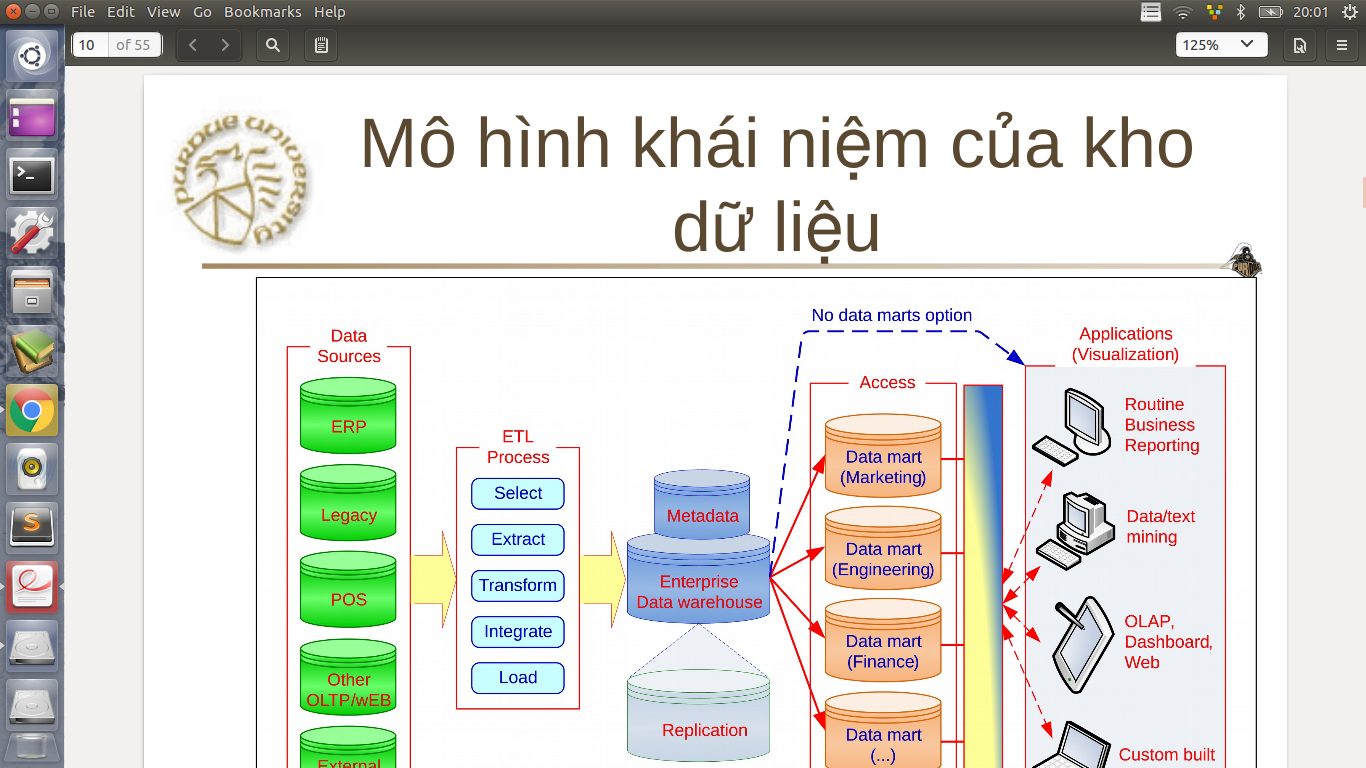 File Edit View Go Bookmarks Help
20:01
10 of 55
125%
PURDUE UNIVERSITY
Mô hình khái niệm của kho
dữ liệu
PURDUE
No data marts option
Data
Sources
ERP
Legacy
POS
Other
OLTP/wEB
External
ETL
Process
Select
Extract
Transform
Integrate
Load
Metadata
Enterprise
Data warehouse
Replication
Access
Data mart
(Marketing)
Data mart
(Engineering)
Data mart
(Finance)
Data mart
(...)
Applications
(Visualization)
Routine
Business
Reporting
Data/text
mining
OLAP,
Dashboard,
Web
Custom built